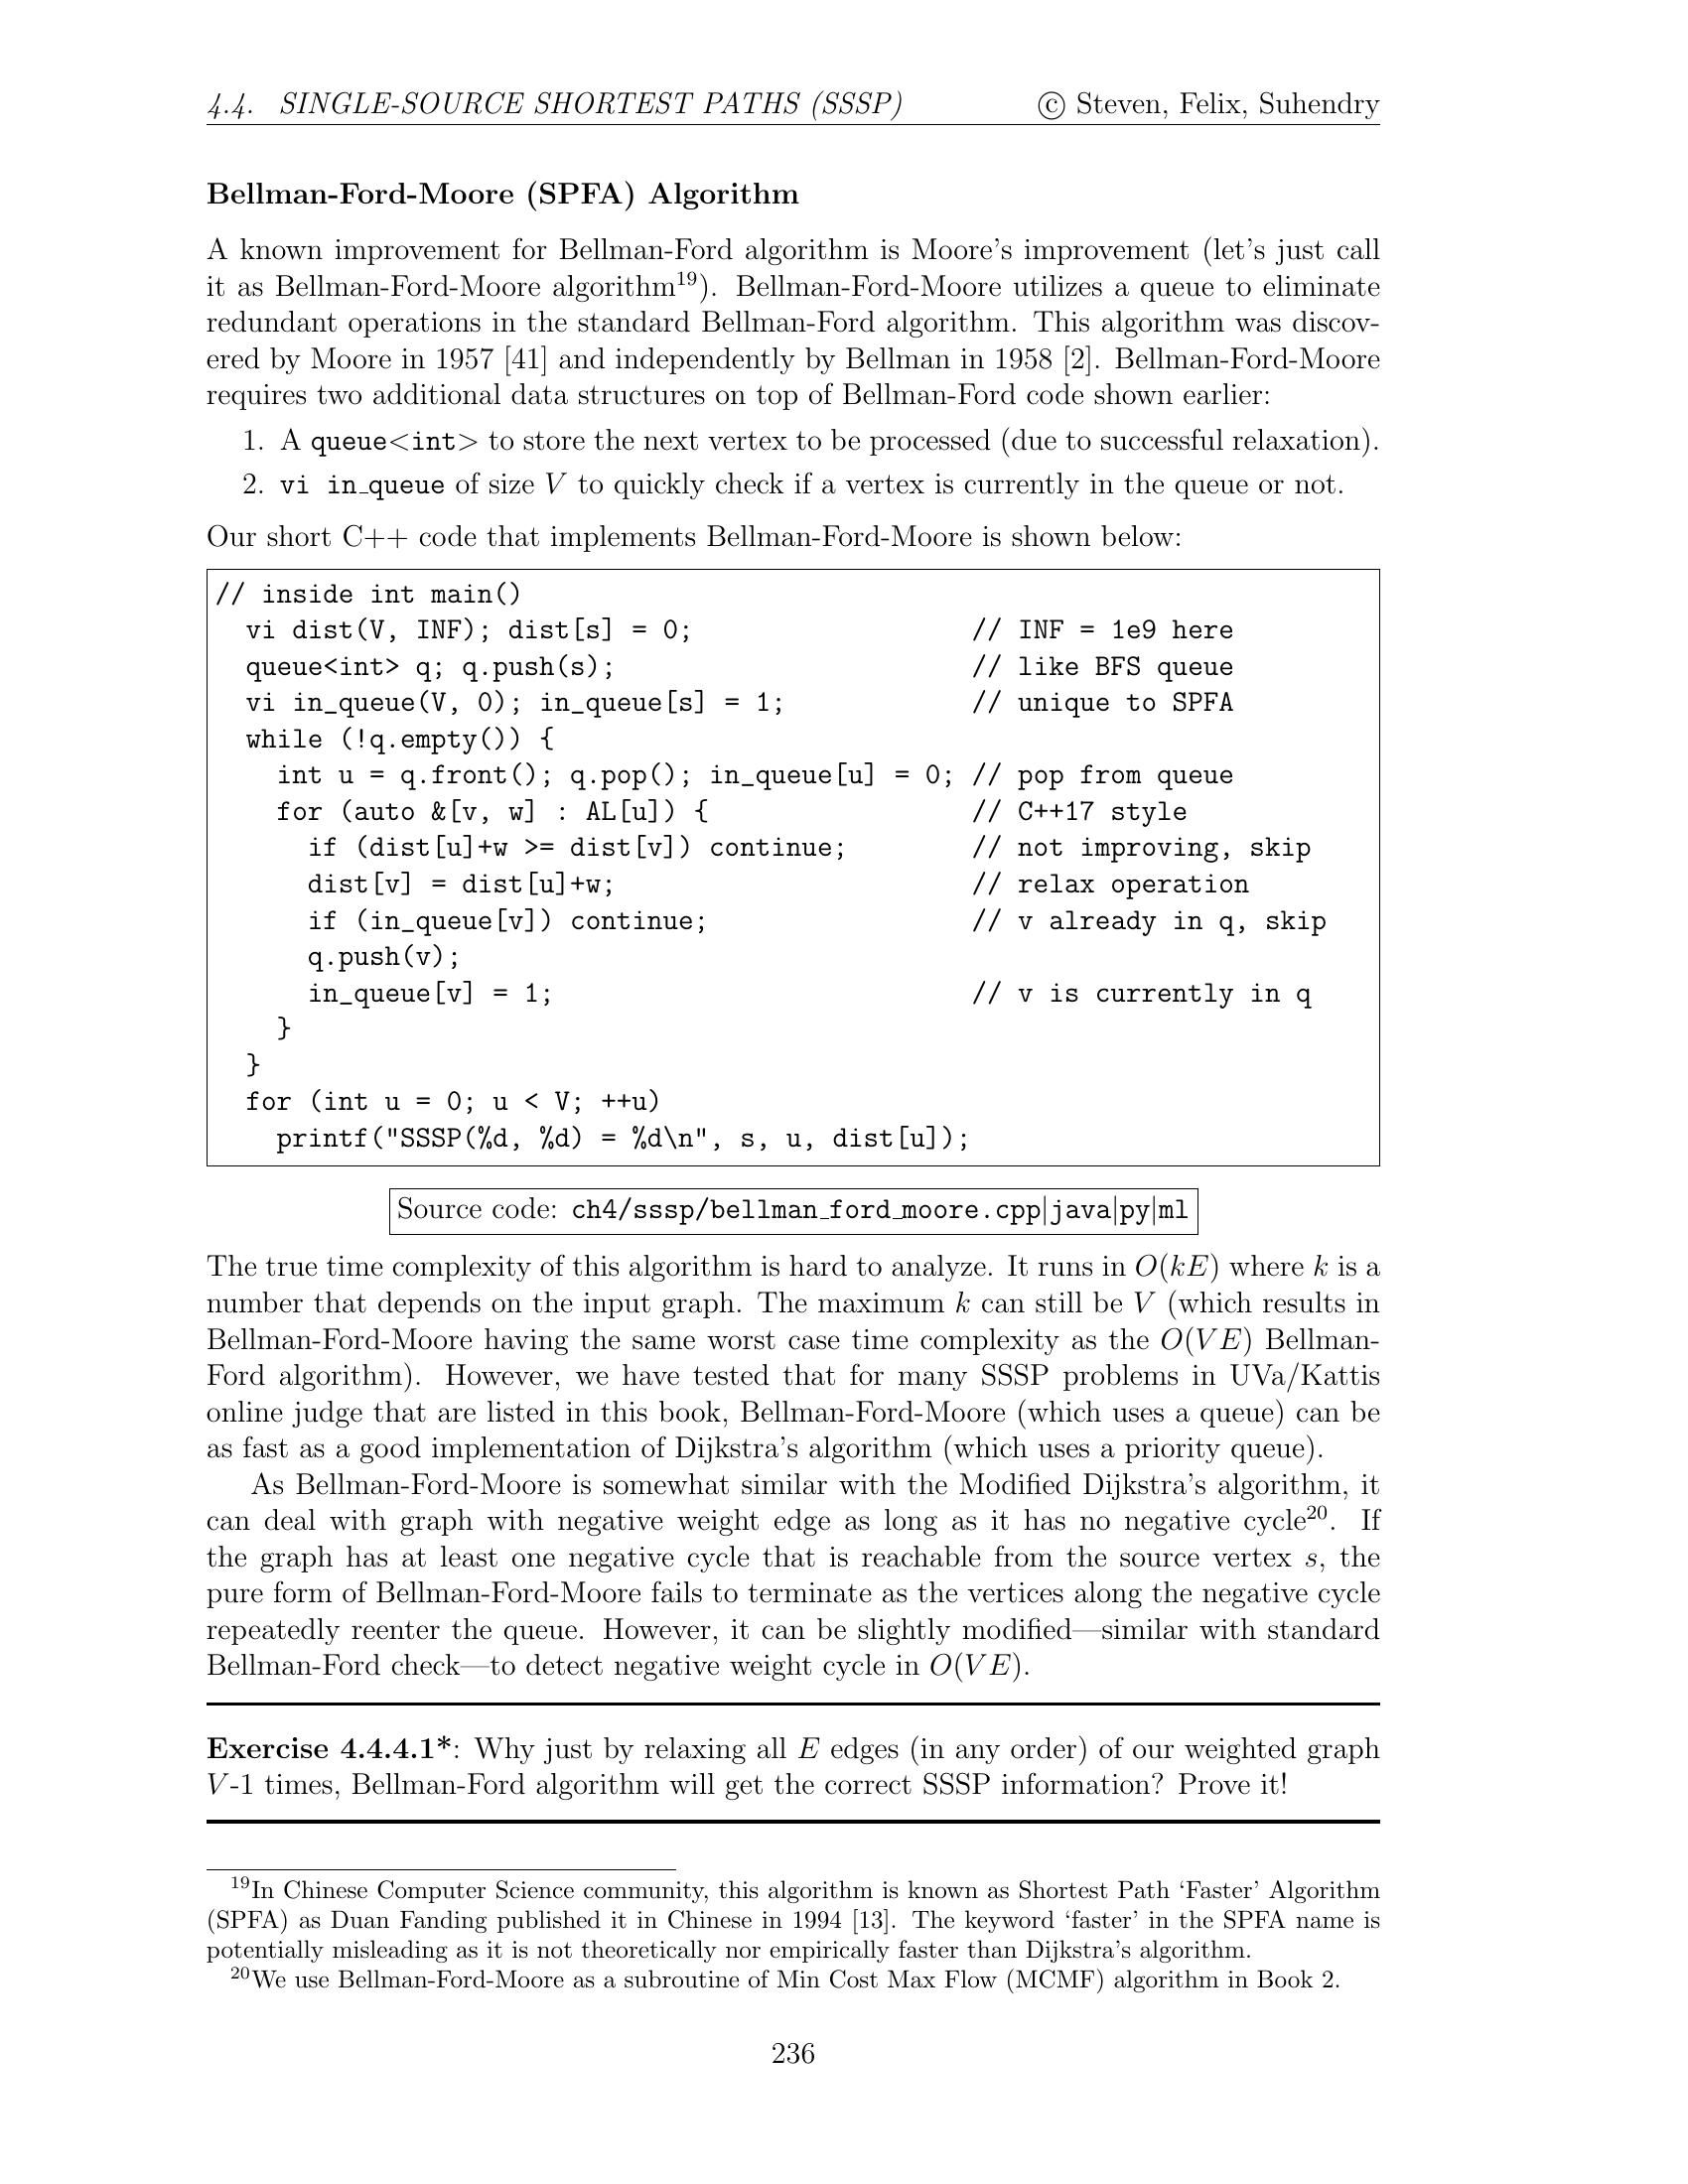 4.4. SINGLE-SOURCE SHORTEST PATHS (SSSP) © Steven, Felix, Suhendry
Bellman-Ford-Moore (SPFA) Algorithm
A known improvement for Bellman-Ford algorithm is Moore's improvement (let's just call
it as Bellman-Ford-Moore algorithm19). Bellman-Ford-Moore utilizes a queue to eliminate
redundant operations in the standard Bellman-Ford algorithm. This algorithm was discov-
ered by Moore in 1957 [41] and independently by Bellman in 1958 [2]. Bellman-Ford-Moore
requires two additional data structures on top of Bellman-Ford code shown earlier:
1. A queue<int> to store the next vertex to be processed (due to successful relaxation).
2. vi in_queue of size V to quickly check if a vertex is currently in the queue or not.
Our short C++ code that implements Bellman-Ford-Moore is shown below:
// inside int main()
vi dist(V, INF); dist[s] = 0; // INF = 1e9 here
queue<int> q; q.push(s); // like BFS queue
vi in_queue(V, 0); in_queue[s] = 1; // unique to SPFA
while (!q.empty()) {
int u = q.front(); q.pop(); in_queue[u] = 0; // pop from queue
for (auto &[v, w] : AL[u]) { // C++17 style
if (dist[u]+w >= dist[v]) continue; // not improving, skip
dist[v] = dist[u]+w; // relax operation
if (in_queue[v]) continue; // v already in q, skip
q.push(v);
in_queue[v] = 1; // v is currently in q
}
}
for (int u = 0; u < V; ++u)
printf("SSSP(%d, %d) = %d\n", s, u, dist[u]);
Source code: ch4/sssp/bellman_ford_moore.cpp|java|py|ml
The true time complexity of this algorithm is hard to analyze. It runs in O(kE) where k is a
number that depends on the input graph. The maximum k can still be V (which results in
Bellman-Ford-Moore having the same worst case time complexity as the O(VE) Bellman-
Ford algorithm). However, we have tested that for many SSSP problems in UVa/Kattis
online judge that are listed in this book, Bellman-Ford-Moore (which uses a queue) can be
as fast as a good implementation of Dijkstra's algorithm (which uses a priority queue).
As Bellman-Ford-Moore is somewhat similar with the Modified Dijkstra's algorithm, it
can deal with graph with negative weight edge as long as it has no negative cycle20. If
the graph has at least one negative cycle that is reachable from the source vertex s, the
pure form of Bellman-Ford-Moore fails to terminate as the vertices along the negative cycle
repeatedly reenter the queue. However, it can be slightly modified—similar with standard
Bellman-Ford check—to detect negative weight cycle in O(VE).
Exercise 4.4.4.1*: Why just by relaxing all E edges (in any order) of our weighted graph
V-1 times, Bellman-Ford algorithm will get the correct SSSP information? Prove it!
19In Chinese Computer Science community, this algorithm is known as Shortest Path 'Faster' Algorithm
(SPFA) as Duan Fanding published it in Chinese in 1994 [13]. The keyword 'faster' in the SPFA name is
potentially misleading as it is not theoretically nor empirically faster than Dijkstra's algorithm.
20We use Bellman-Ford-Moore as a subroutine of Min Cost Max Flow (MCMF) algorithm in Book 2.
236